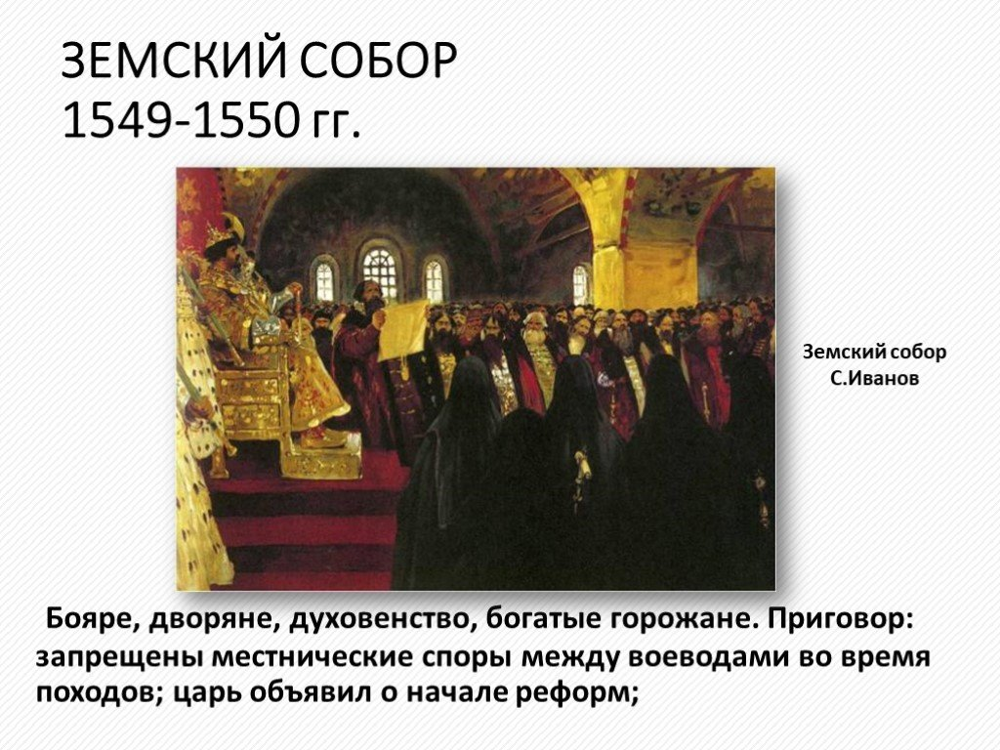 ЗЕМСКИЙ СОБОР
1549-1550 гг.
Земский собор
С.Иванов
Бояре, дворяне, духовенство, богатые горожане. Приговор:
запрещены местнические споры между воеводами во время
походов; царь объявил о начале реформ;